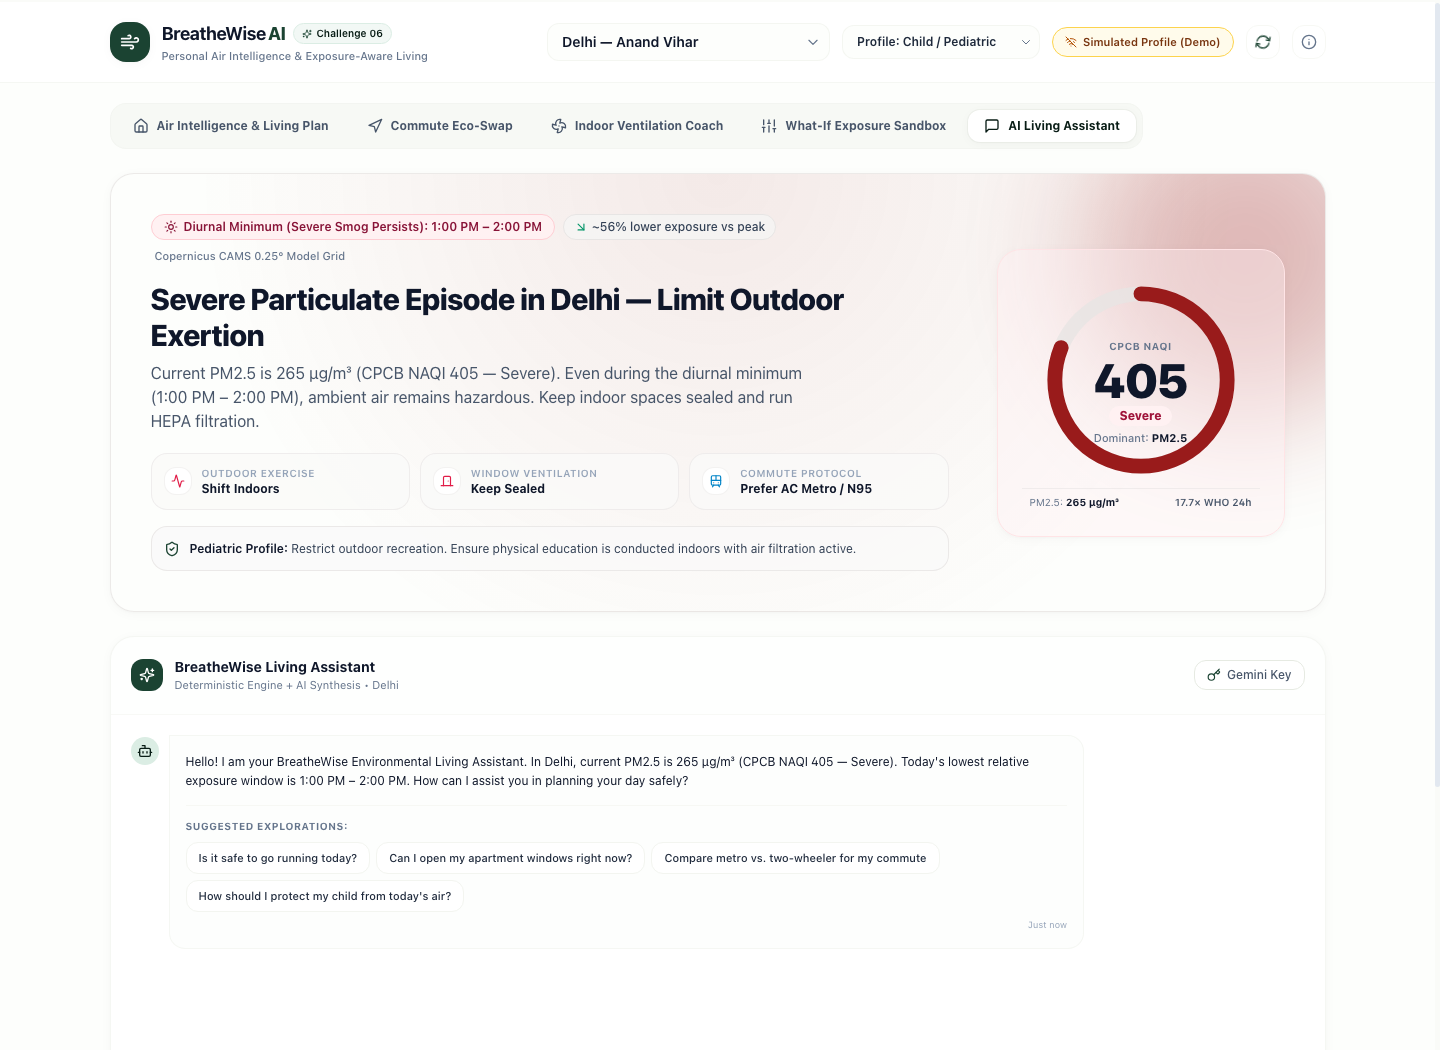 BreatheWise AI
Challenge 06
Personal Air Intelligence & Exposure-Aware Living
Delhi — Anand Vihar
Profile: Child / Pediatric
Simulated Profile (Demo)
Air Intelligence & Living Plan
Commute Eco-Swap
Indoor Ventilation Coach
What-If Exposure Sandbox
AI Living Assistant
Diurnal Minimum (Severe Smog Persists): 1:00 PM – 2:00 PM
~56% lower exposure vs peak
Copernicus CAMS 0.25° Model Grid
Severe Particulate Episode in Delhi — Limit Outdoor
Exertion
Current PM2.5 is 265 µg/m³ (CPCB NAQI 405 — Severe). Even during the diurnal minimum
(1:00 PM – 2:00 PM), ambient air remains hazardous. Keep indoor spaces sealed and run
HEPA filtration.
OUTDOOR EXERCISE
Shift Indoors
WINDOW VENTILATION
Keep Sealed
COMMUTE PROTOCOL
Prefer AC Metro / N95
Pediatric Profile: Restrict outdoor recreation. Ensure physical education is conducted indoors with air filtration active.
CPCB NAQI
405
Severe
Dominant: PM2.5
PM2.5: 265 µg/m³
17.7× WHO 24h
BreatheWise Living Assistant
Deterministic Engine + AI Synthesis • Delhi
Gemini Key
Hello! I am your BreatheWise Environmental Living Assistant. In Delhi, current PM2.5 is 265 µg/m³ (CPCB NAQI 405 — Severe). Today's lowest relative
exposure window is 1:00 PM – 2:00 PM. How can I assist you in planning your day safely?
SUGGESTED EXPLORATIONS:
Is it safe to go running today?
Can I open my apartment windows right now?
Compare metro vs. two-wheeler for my commute
How should I protect my child from today's air?
Just now